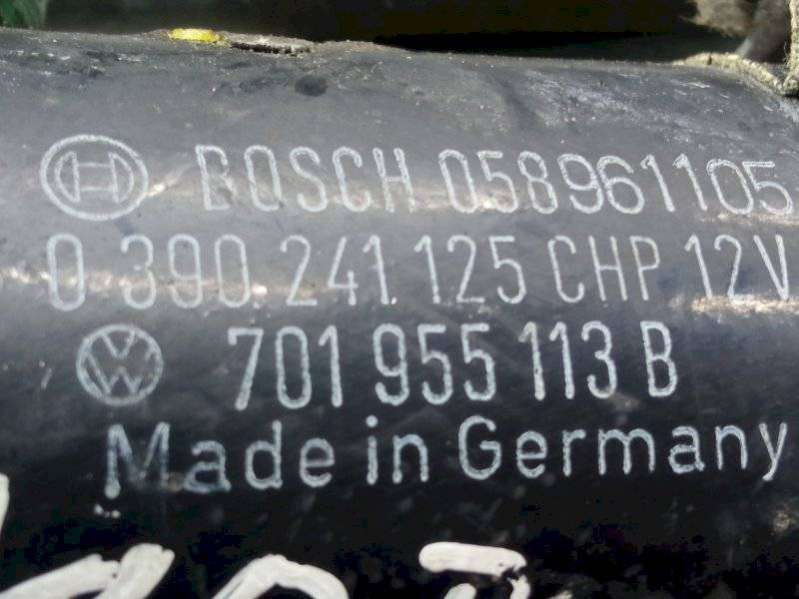 BOSCH 058961105
0 390 241 125 CHP 12V
701 955 113 B
Made in Germany